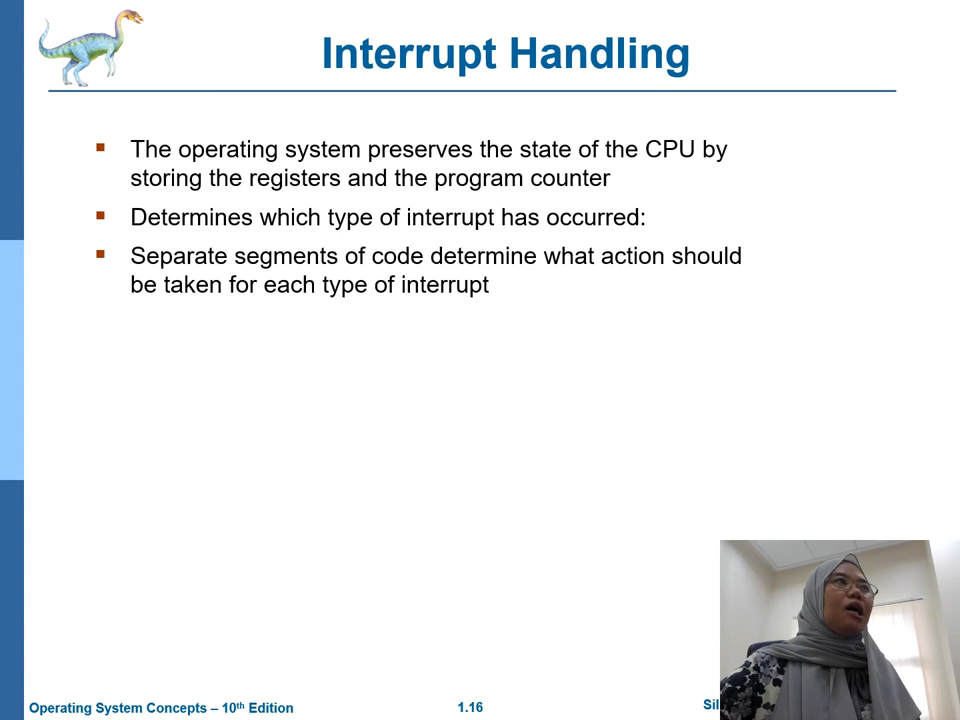 Interrupt Handling
The operating system preserves the state of the CPU by
storing the registers and the program counter
Determines which type of interrupt has occurred:
Separate segments of code determine what action should
be taken for each type of interrupt
Operating System Concepts – 10th Edition
1.16